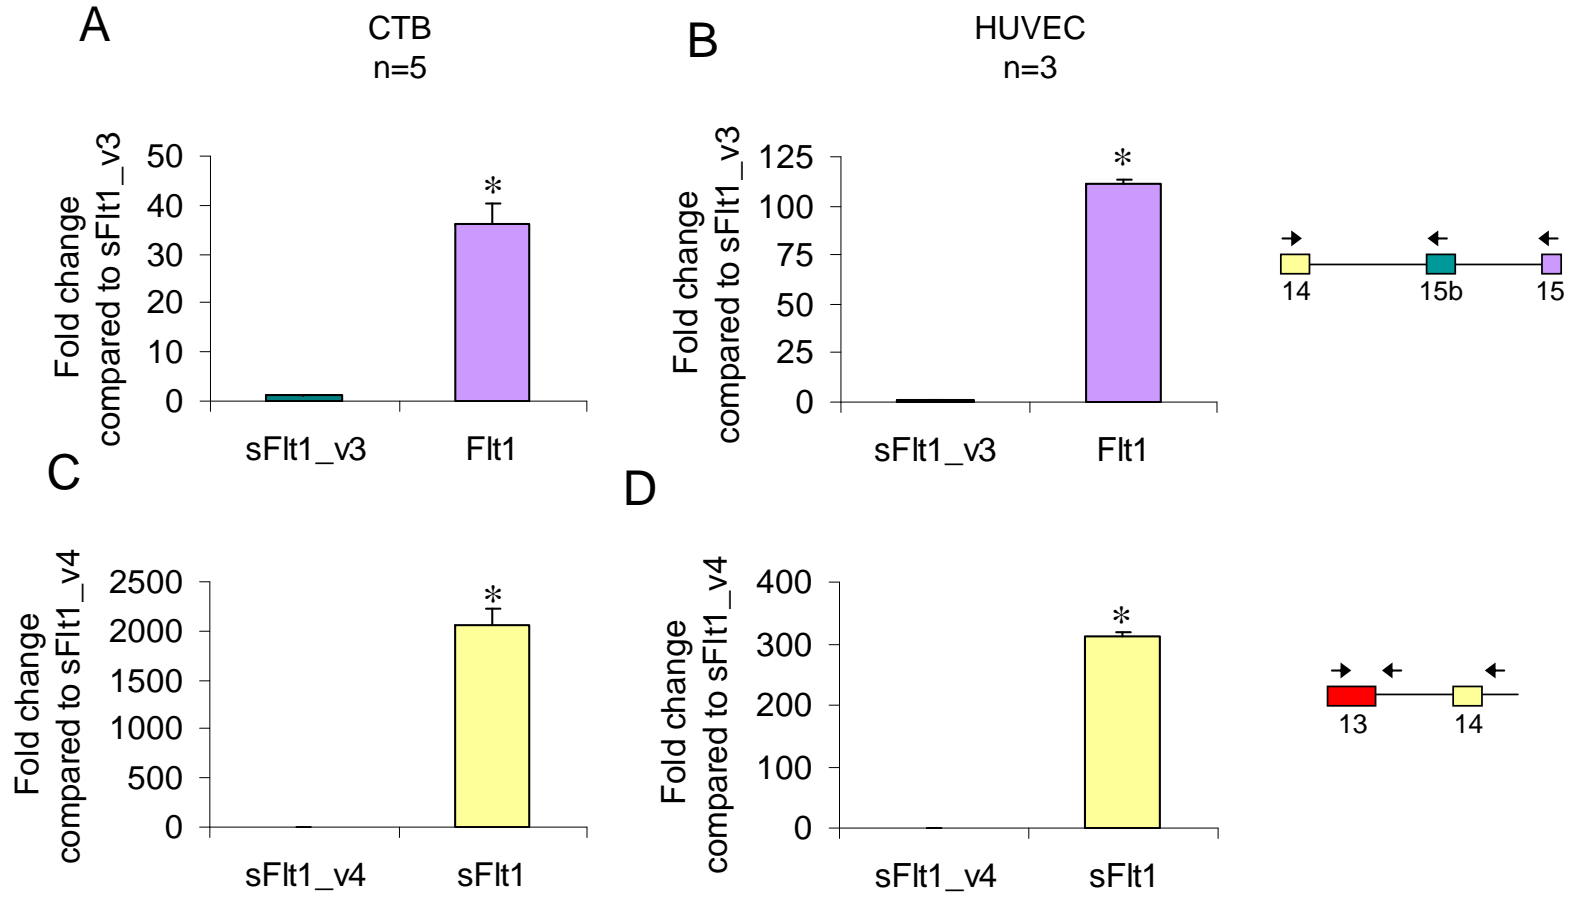 A
CTB
n=5
Fold change
compared to sFlt1_v3
50
40
30
20
10
0
sFlt1_v3
Flt1
*
B
HUVEC
n=3
Fold change
compared to sFlt1_v3
125
100
75
50
25
0
sFlt1_v3
Flt1
*
14
15b
15
C
Fold change
compared to sFlt1_v4
2500
2000
1500
1000
500
0
sFlt1_v4
sFlt1
*
D
Fold change
compared to sFlt1_v4
400
300
200
100
0
sFlt1_v4
sFlt1
*
13
14